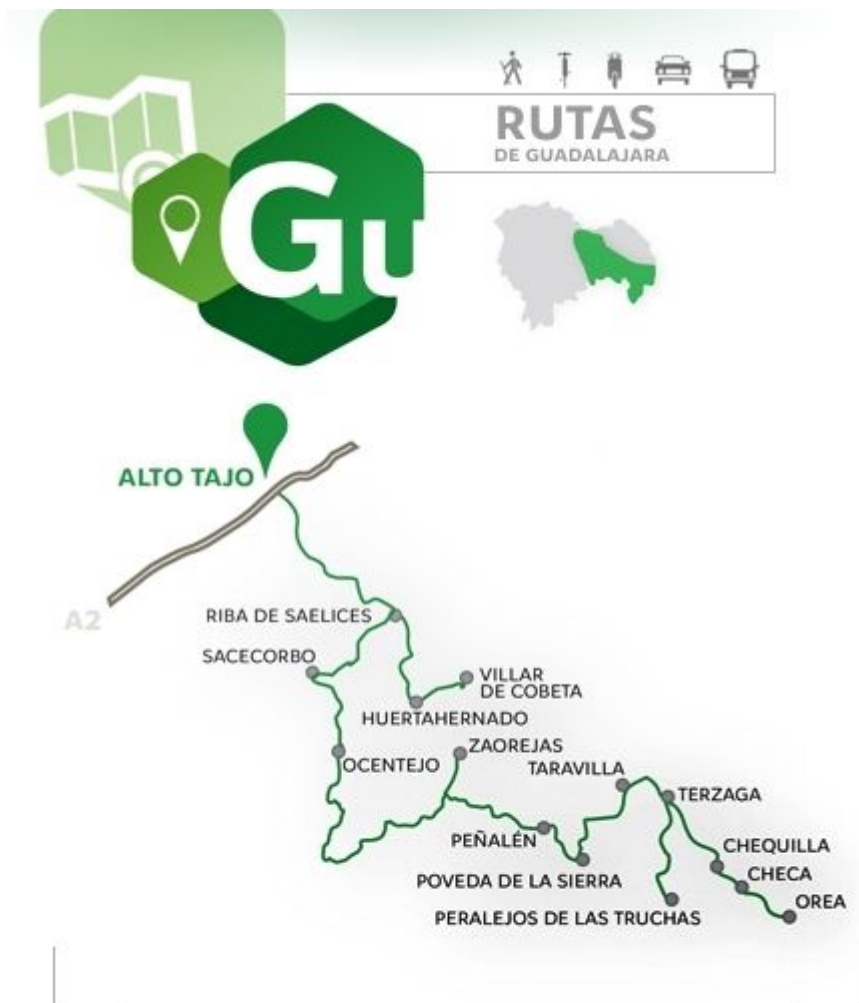 RUTAS
DE GUADALAJARA
Gu
ALTO TAJO
A2
RIBA DE SAELICES
SACECORBO
VILLAR
DE COBETA
HUERTAHERNADO
ZAOREJAS
OCENTEJO
TARAVILLA
TERZAGA
PEÑALÉN
CHEQUILLA
POVEDA DE LA SIERRA
CHECA
OREA
PERALEJOS DE LAS TRUCHAS